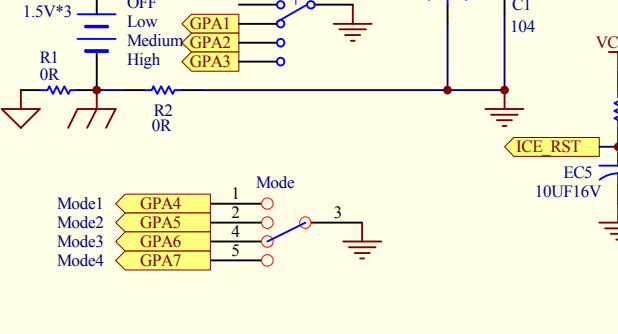 OFF
1.5V*3
Low
GPA1
C1
104
Medium
GPA2
High
GPA3
VC
R1
0R
R2
0R
ICE_RST
EC5
10UF16V
Mode
Mode1
GPA4
1
Mode2
GPA5
2
3
Mode3
GPA6
4
Mode4
GPA7
5